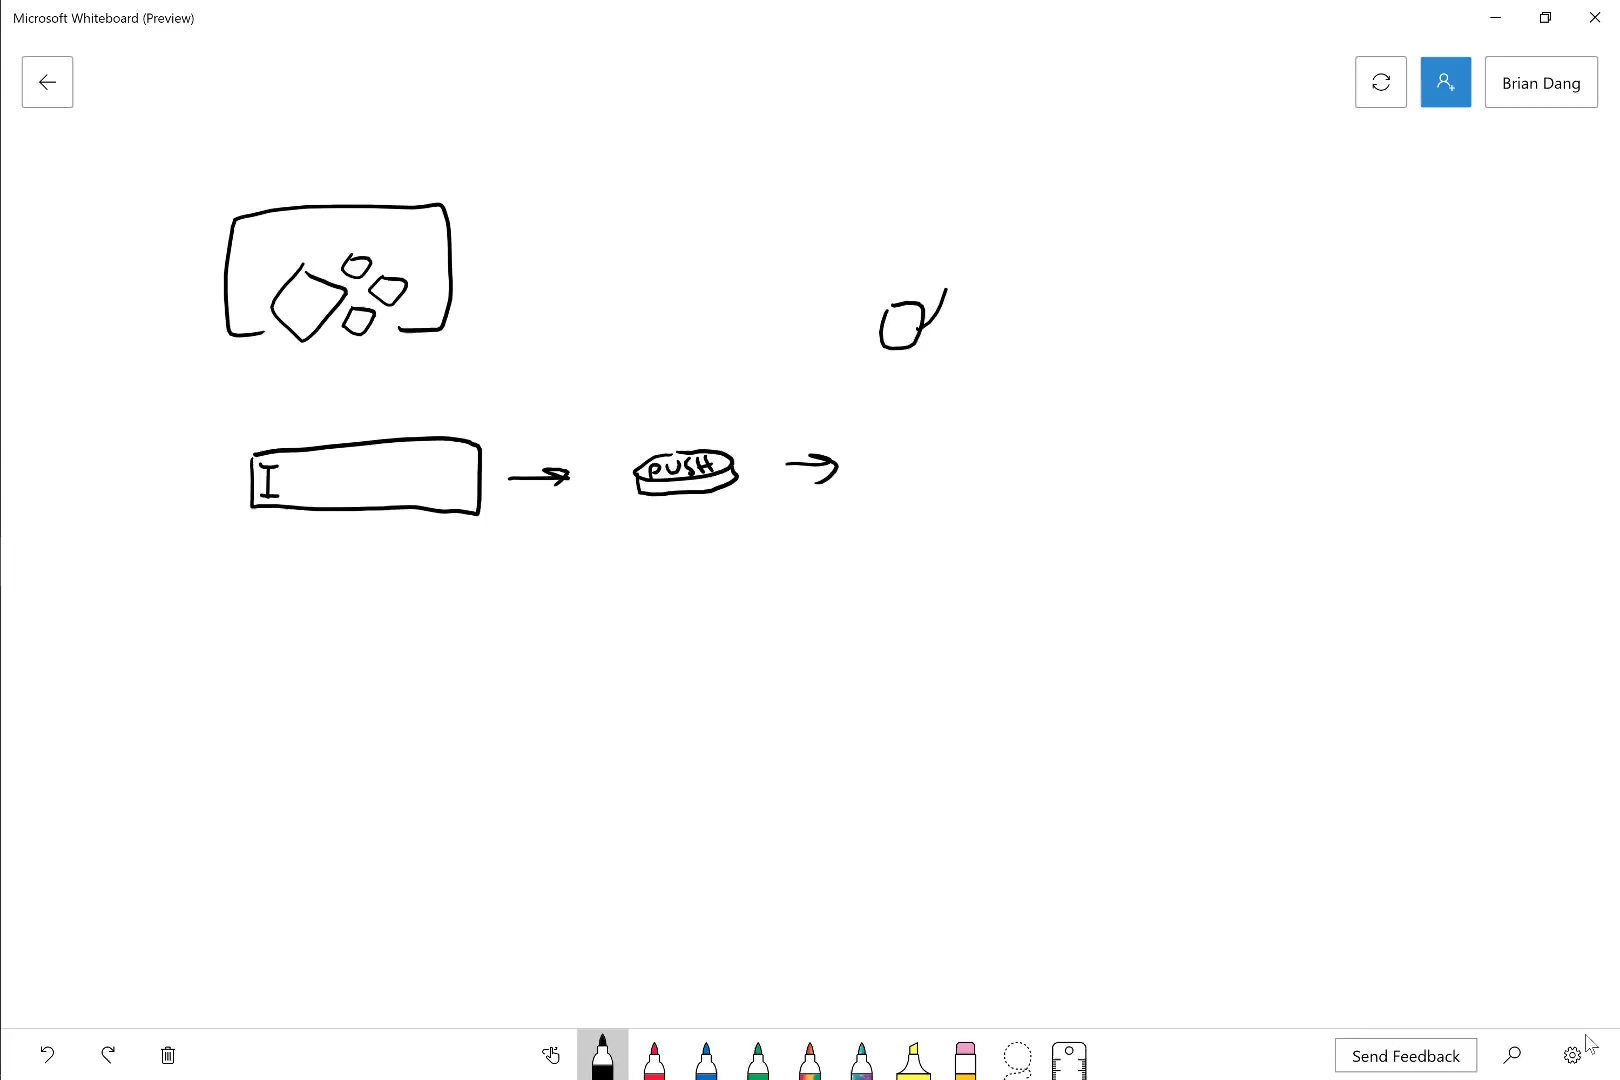 Microsoft Whiteboard (Preview)
Brian Dang
I
PUSH
Send Feedback